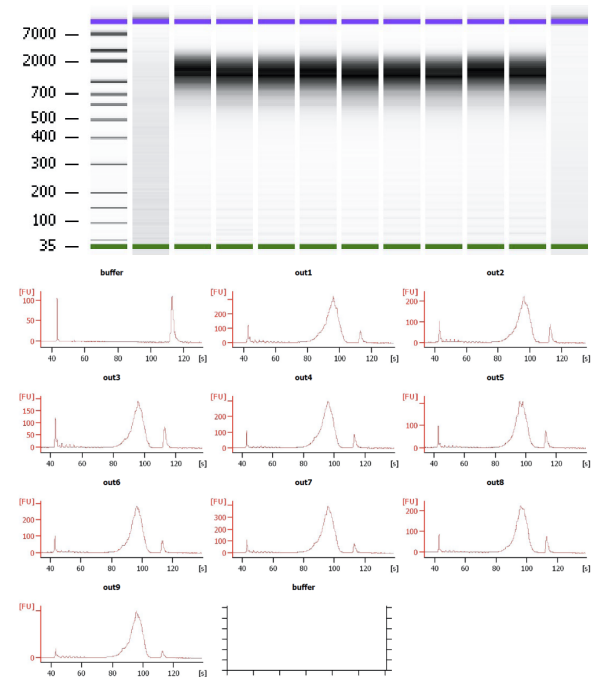 7000
2000
700
500
400
300
200
100
35
buffer out1 out2
[FU] [FU] [FU]
100 200 200
50 100 100
0 0 0
40 60 80 100 120 [s] 40 60 80 100 120 [s] 40 60 80 100 120 [s]
out3 out4 out5
[FU] [FU] [FU]
150 200 200
100 100 100
50 0 0
0
40 60 80 100 120 [s] 40 60 80 100 120 [s] 40 60 80 100 120 [s]
out6 out7 out8
[FU] [FU] [FU]
200 300 200
100 200 100
0 100 0
0
40 60 80 100 120 [s] 40 60 80 100 120 [s] 40 60 80 100 120 [s]
out9 buffer
[FU]
0
40 60 80 100 120 [s]